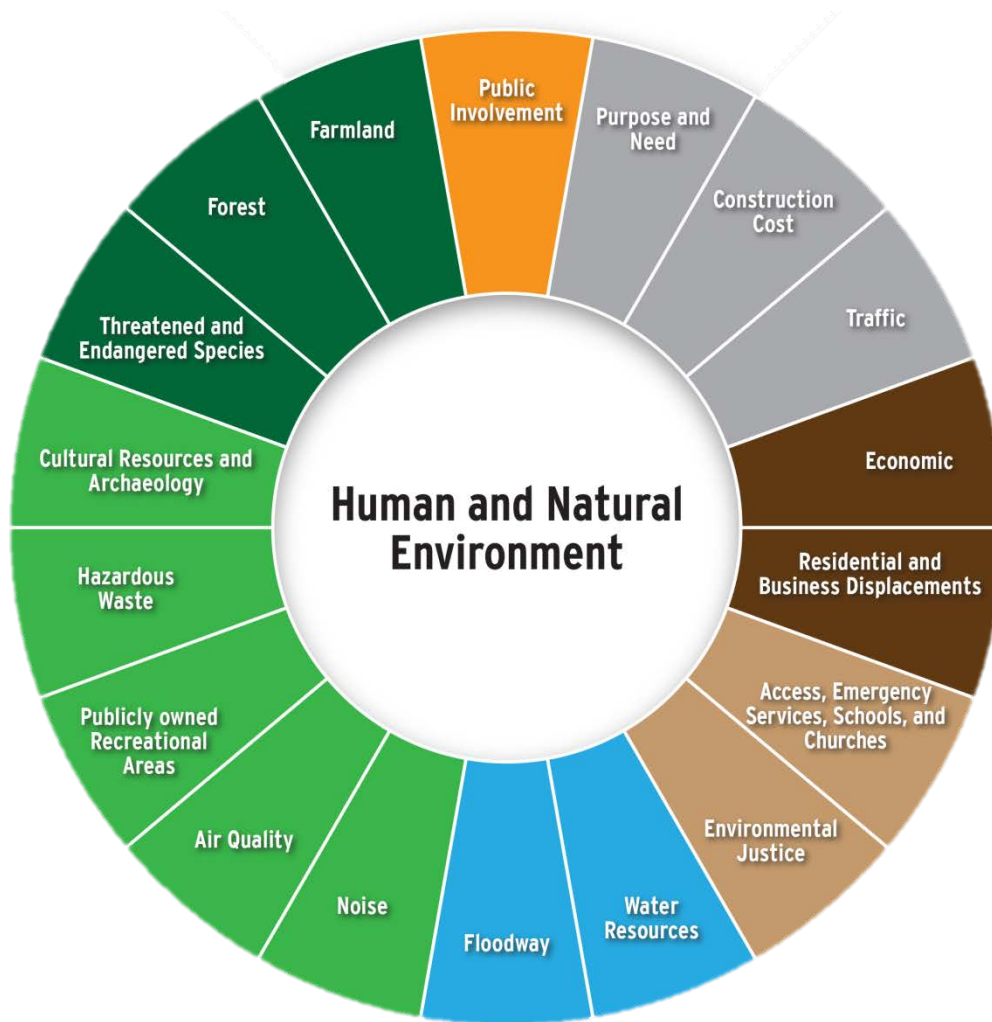 Public
Involvement
Purpose and
Need
Construction
Cost
Traffic
Economic
Residential and
Business Displacements
Access, Emergency
Services, Schools, and
Churches
Environmental
Justice
Water
Resources
Floodway
Noise
Air Quality
Publicly owned
Recreational
Areas
Hazardous
Waste
Cultural Resources and
Archaeology
Threatened and
Endangered Species
Forest
Farmland
Human and Natural
Environment